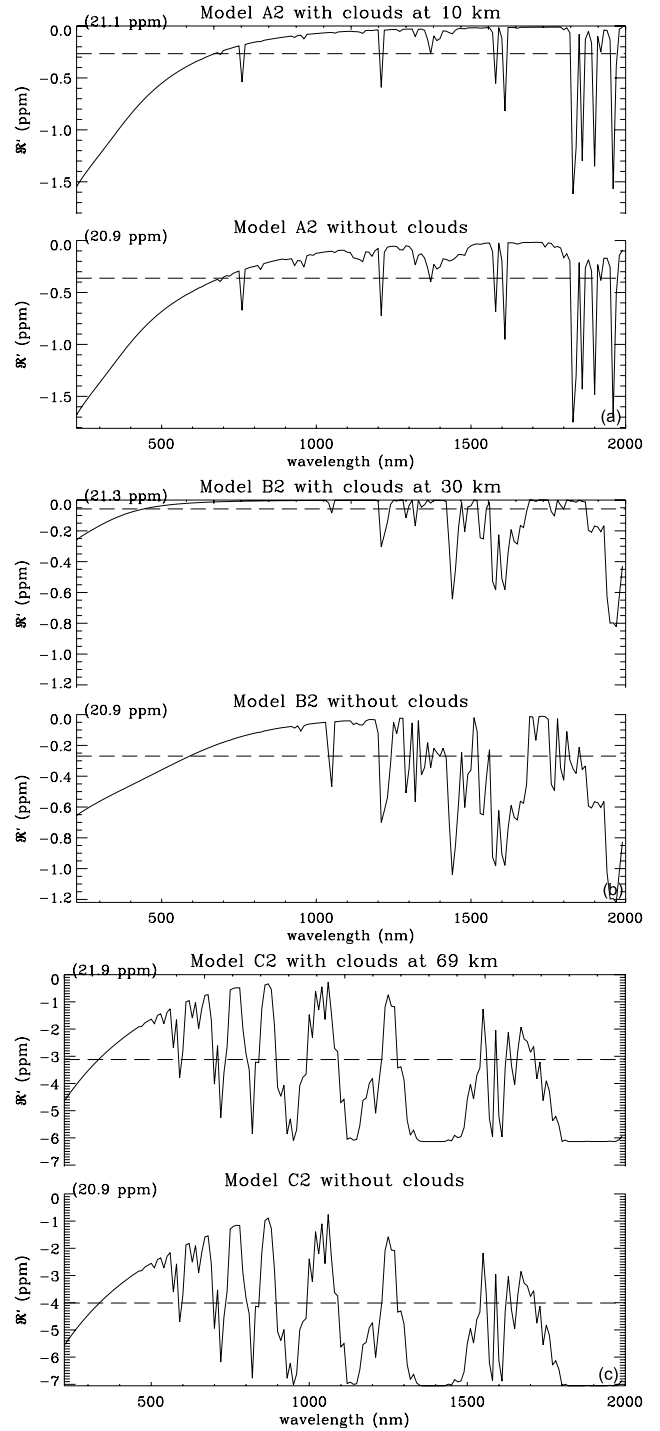 Model A2 with clouds at 10 km
(21.1 ppm)
0.0
−0.5
−1.0
−1.5
ℜ' (ppm)
Model A2 without clouds
(20.9 ppm)
0.0
−0.5
−1.0
−1.5
ℜ' (ppm)
(a)
500 1000 1500 2000
wavelength (nm)
Model B2 with clouds at 30 km
(21.3 ppm)
0.0
−0.2
−0.4
−0.6
−0.8
−1.0
−1.2
ℜ' (ppm)
Model B2 without clouds
(20.9 ppm)
0.0
−0.2
−0.4
−0.6
−0.8
−1.0
−1.2
ℜ' (ppm)
(b)
500 1000 1500 2000
wavelength (nm)
Model C2 with clouds at 69 km
(21.9 ppm)
0
−1
−2
−3
−4
−5
−6
−7
ℜ' (ppm)
Model C2 without clouds
(20.9 ppm)
0
−1
−2
−3
−4
−5
−6
−7
ℜ' (ppm)
(c)
500 1000 1500 2000
wavelength (nm)